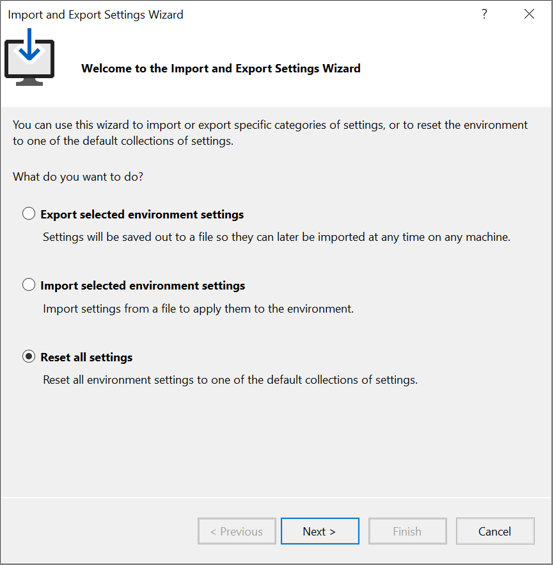 Import and Export Settings Wizard
?
Welcome to the Import and Export Settings Wizard
You can use this wizard to import or export specific categories of settings, or to reset the environment
to one of the default collections of settings.
What do you want to do?
Export selected environment settings
Settings will be saved out to a file so they can later be imported at any time on any machine.
Import selected environment settings
Import settings from a file to apply them to the environment.
Reset all settings
Reset all environment settings to one of the default collections of settings.
< Previous
Next >
Finish
Cancel